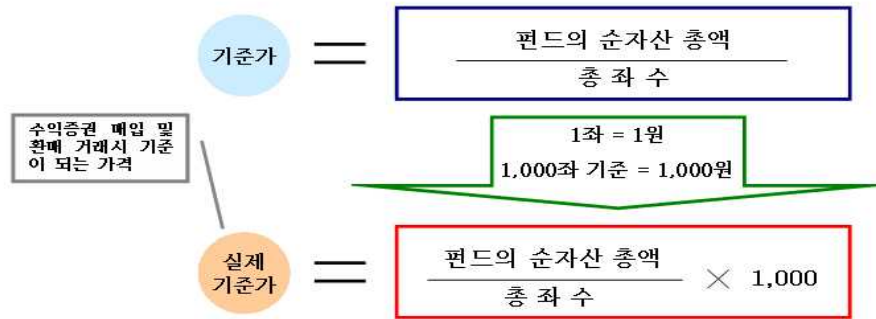 기준가
펀드의 순자산 총액
총 좌 수
수익증권 매입 및
환매 거래시 기준
이 되는 가격
1좌 = 1원
1,000좌 기준 = 1,000원
실제
기준가
펀드의 순자산 총액
총 좌 수
× 1,000